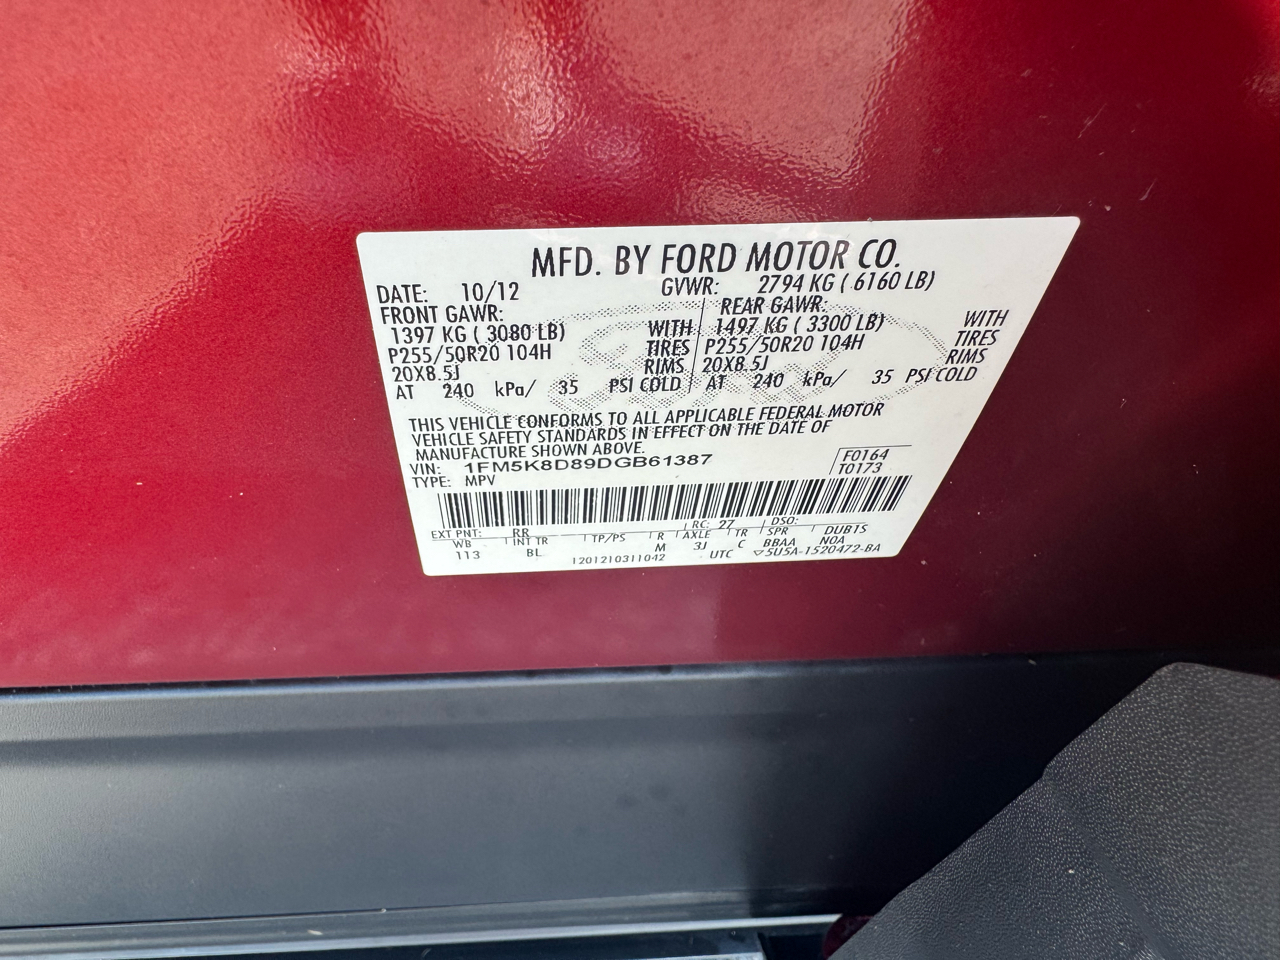 MFD. BY FORD MOTOR CO.
DATE: 10/12 GVWR: 2794 KG ( 6160 LB)
FRONT GAWR: REAR GAWR:
1397 KG ( 3080 LB) WITH 1497 KG ( 3300 LB) WITH
P255/50R20 104H TIRES P255/50R20 104H TIRES
20X8.5J RIMS 20X8.5J RIMS
AT 240 kPa/ 35 PSI COLD AT 240 kPa/ 35 PSI COLD
THIS VEHICLE CONFORMS TO ALL APPLICABLE FEDERAL MOTOR
VEHICLE SAFETY STANDARDS IN EFFECT ON THE DATE OF
MANUFACTURE SHOWN ABOVE.
VIN: 1FM5K8D89DGB61387 F0164
TYPE: MPV T0173
EXT PNT: RR RC: 27 DSO:
WB INT TR TP/PS R AXLE TR SPR DUB1S
113 BL M 3J C BBAA NOA
120121031​1042 UTC ▽5U5A-1520472-BA